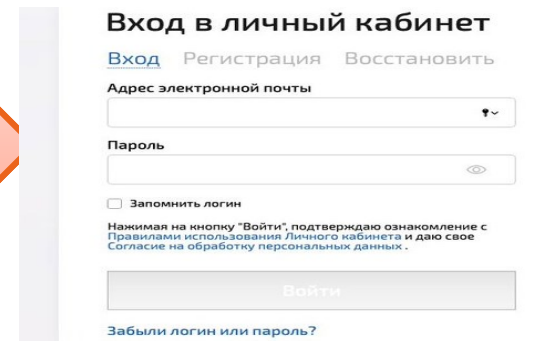 Вход в личный кабинет
Вход Регистрация Восстановить
Адрес электронной почты
Пароль
Запомнить логин
Нажимая на кнопку "Войти", подтверждаю ознакомление с
Правилами использования Личного кабинета и даю свое
Согласие на обработку персональных данных .
Войти
Забыли логин или пароль?